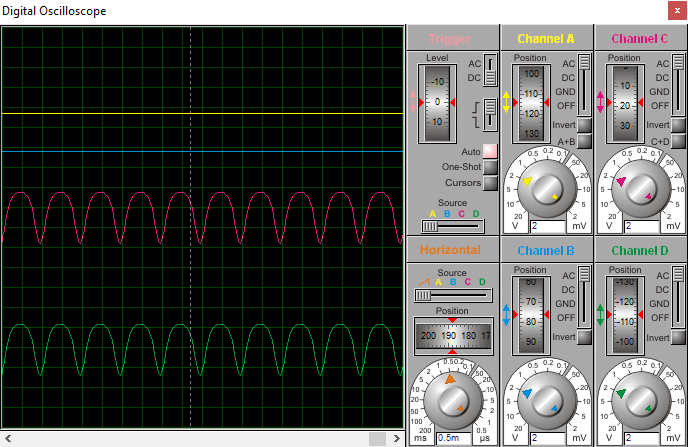 Digital Oscilloscope
x
Trigger
Level
-10
0
10
AC
DC
Auto
One-Shot
Cursors
Source
A B C D
Channel A
Position
100
110
120
130
AC
DC
GND
OFF
Invert
A+B
0.5 0.2 0.1
1
2
5
10
20
50
20
10
5
2
V
2
mV
Channel C
Position
10
20
30
AC
DC
GND
OFF
Invert
C+D
0.5 0.2 0.1
1
2
5
10
20
50
20
10
5
2
V
2
mV
Horizontal
Source
A B C D
Position
200 190 180 17
0.5 0.2
1
2
5
10
20
50
100
200
100
50
20
10
5
2
1
0.5
ms
0.5m
µs
Channel B
Position
60
70
80
90
AC
DC
GND
OFF
Invert
0.5 0.2 0.1
1
2
5
10
20
50
20
10
5
2
V
2
mV
Channel D
Position
-130
-120
-110
-100
AC
DC
GND
OFF
Invert
0.5 0.2 0.1
1
2
5
10
20
50
20
10
5
2
V
2
mV